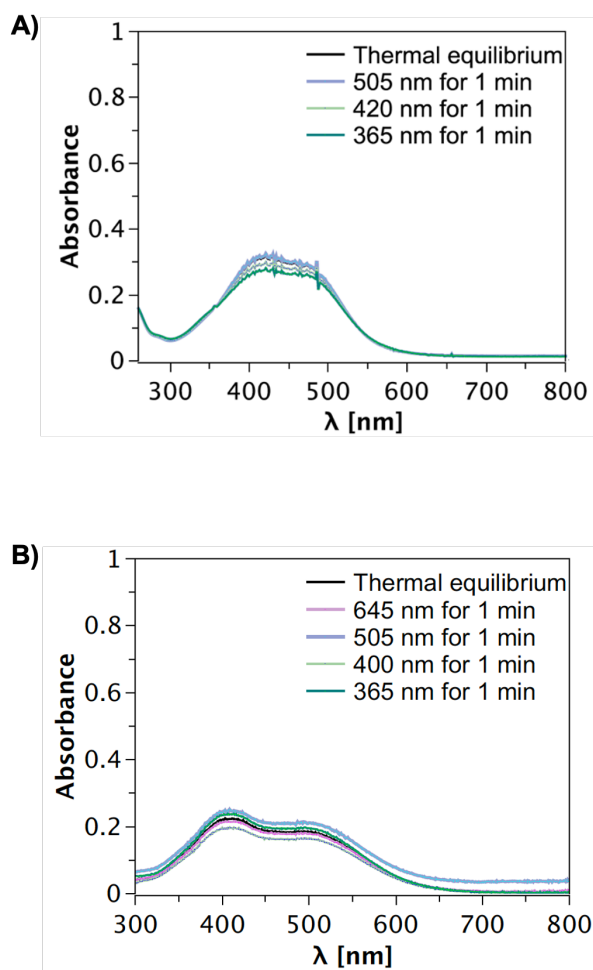 A)
1
0.8
0.6
0.4
0.2
0
Absorbance
Thermal equilibrium
505 nm for 1 min
420 nm for 1 min
365 nm for 1 min
300 400 500 600 700 800
λ [nm]
B)
1
0.8
0.6
0.4
0.2
0
Absorbance
Thermal equilibrium
645 nm for 1 min
505 nm for 1 min
400 nm for 1 min
365 nm for 1 min
300 400 500 600 700 800
λ [nm]